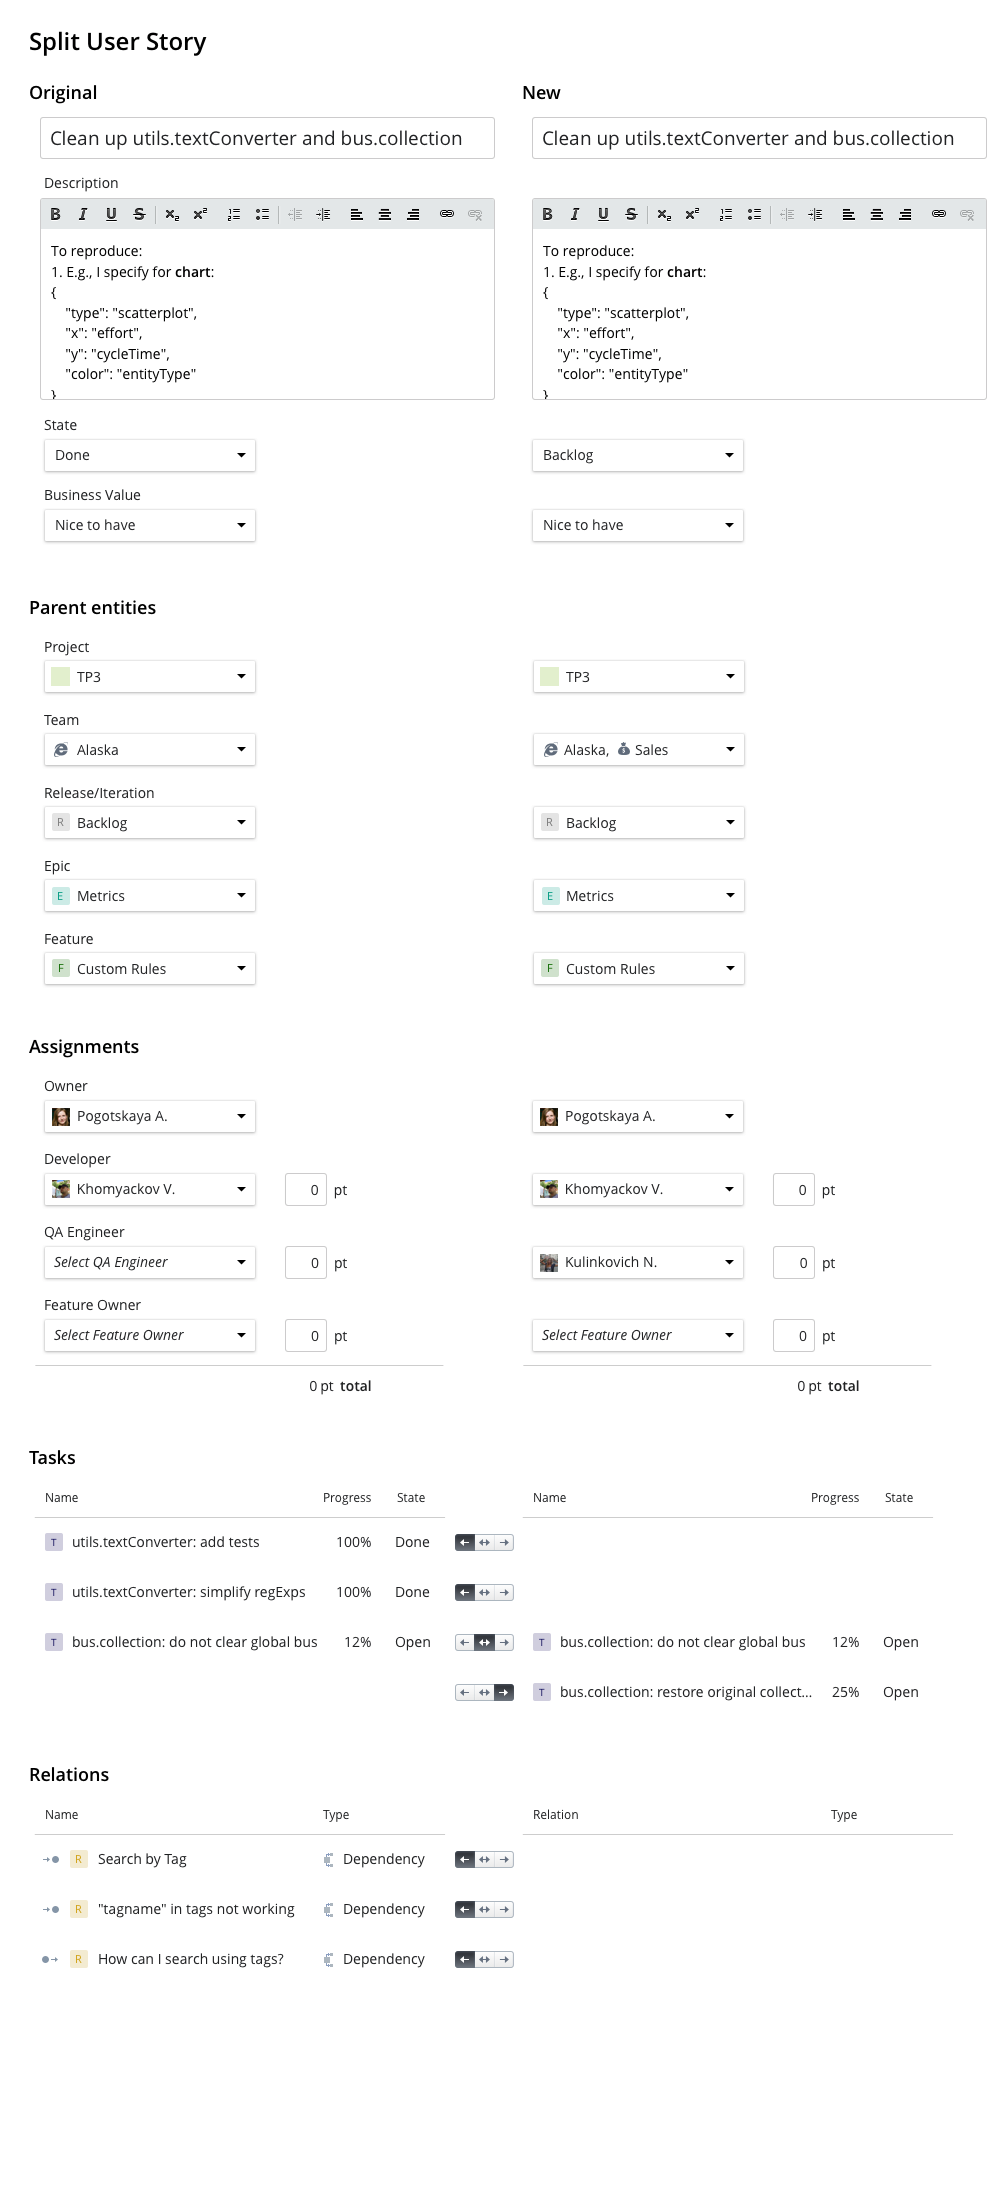 Split User Story
Original New
Clean up utils.textConverter and bus.collection Clean up utils.textConverter and bus.collection
Description
B I U S x₂ x² B I U S x₂ x²
To reproduce: To reproduce:
1. E.g., I specify for chart: 1. E.g., I specify for chart:
{ {
"type": "scatterplot", "type": "scatterplot",
"x": "effort", "x": "effort",
"y": "cycleTime", "y": "cycleTime",
"color": "entityType" "color": "entityType"
} }
State
Done Backlog
Business Value
Nice to have Nice to have
Parent entities
Project
TP3 TP3
Team
Alaska Alaska, Sales
Release/Iteration
R Backlog R Backlog
Epic
E Metrics E Metrics
Feature
F Custom Rules F Custom Rules
Assignments
Owner
Pogotskaya A. Pogotskaya A.
Developer
Khomyackov V. 0 pt Khomyackov V. 0 pt
QA Engineer
Select QA Engineer 0 pt Kulinkovich N. 0 pt
Feature Owner
Select Feature Owner 0 pt Select Feature Owner 0 pt
0 pt total 0 pt total
Tasks
Name Progress State Name Progress State
T utils.textConverter: add tests 100% Done
T utils.textConverter: simplify regExps 100% Done
T bus.collection: do not clear global bus 12% Open T bus.collection: do not clear global bus 12% Open
T bus.collection: restore original collect... 25% Open
Relations
Name Type Relation Type
R Search by Tag Dependency
R "tagname" in tags not working Dependency
R How can I search using tags? Dependency